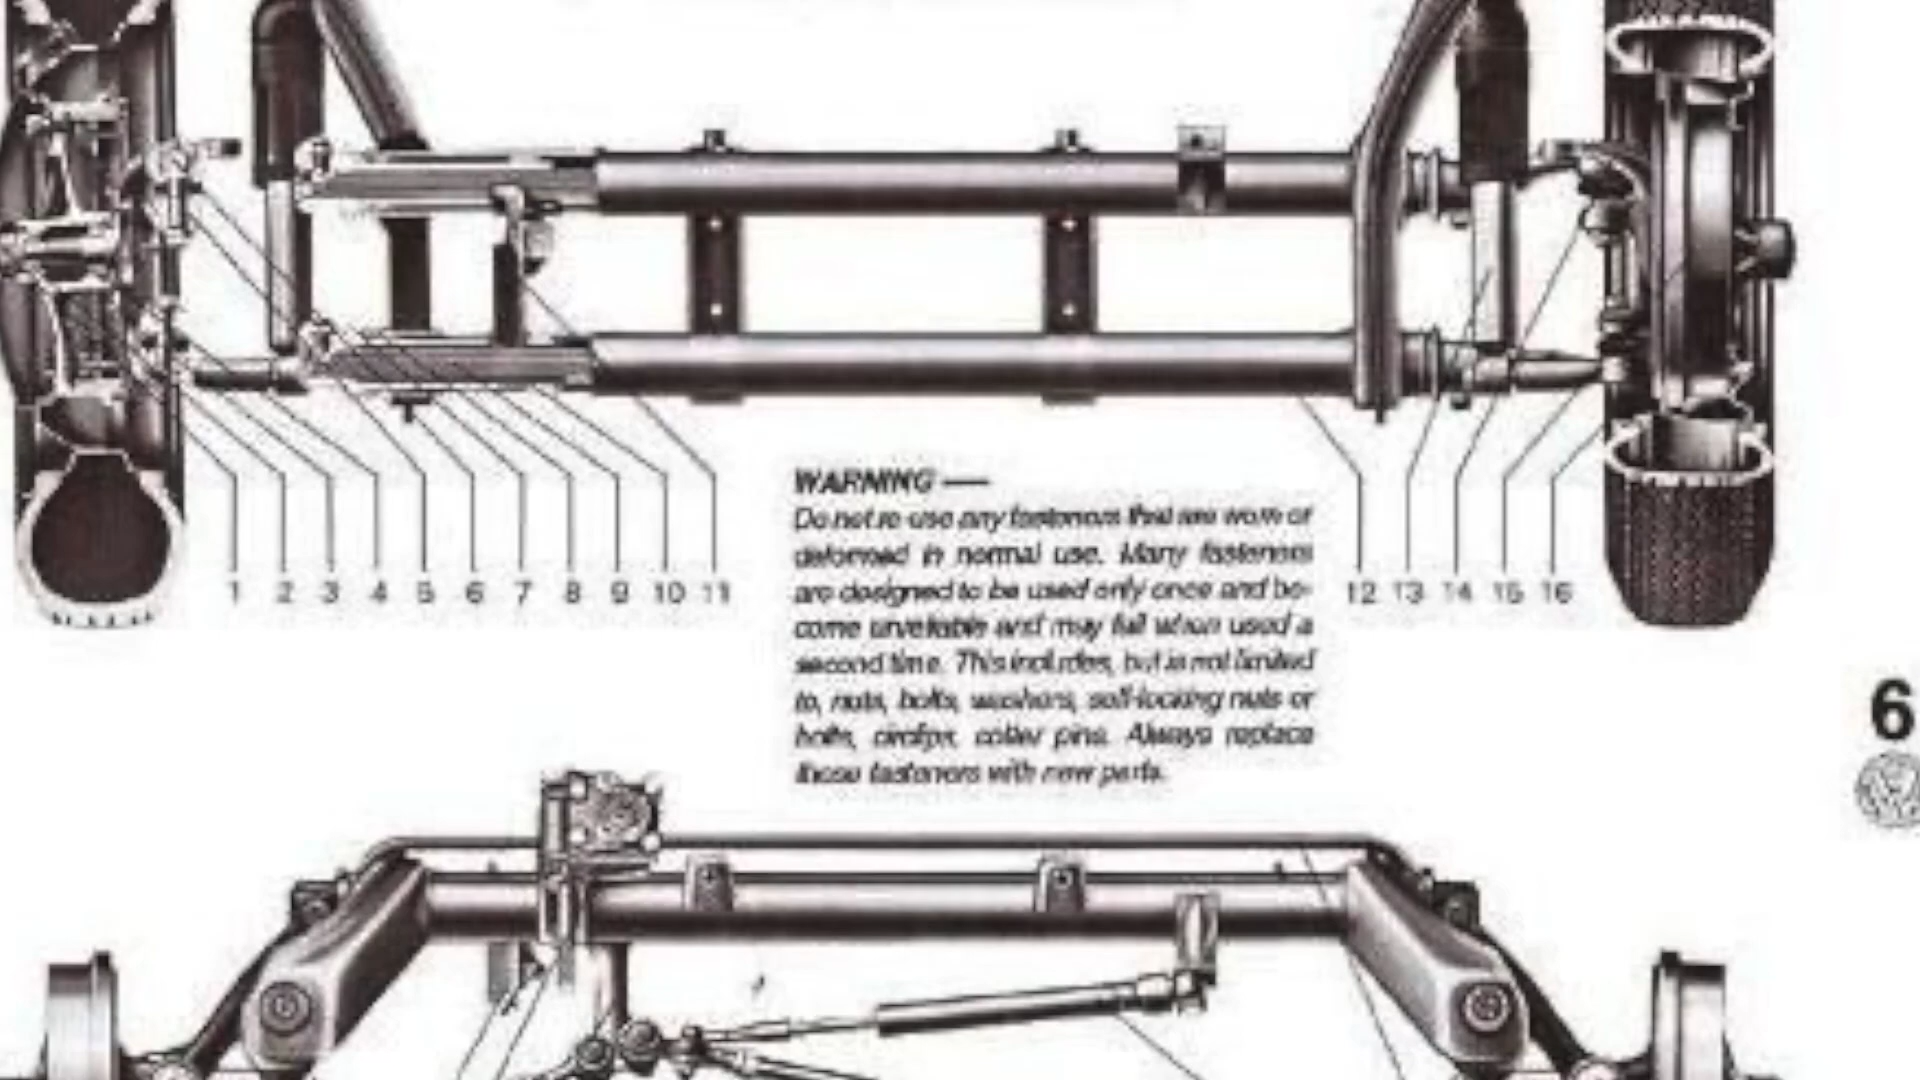 1 2 3 4 5 6 7 8 9 10 11
WARNING —
Do not re-use any fasteners that are worn or
deformed in normal use. Many fasteners
are designed to be used only once and be-
come unreliable and may fail when used a
second time. This includes, but is not limited
to, nuts, bolts, washers, self-locking nuts or
bolts, circlips, cotter pins. Always replace
these fasteners with new parts.
12 13 14 15 16
6